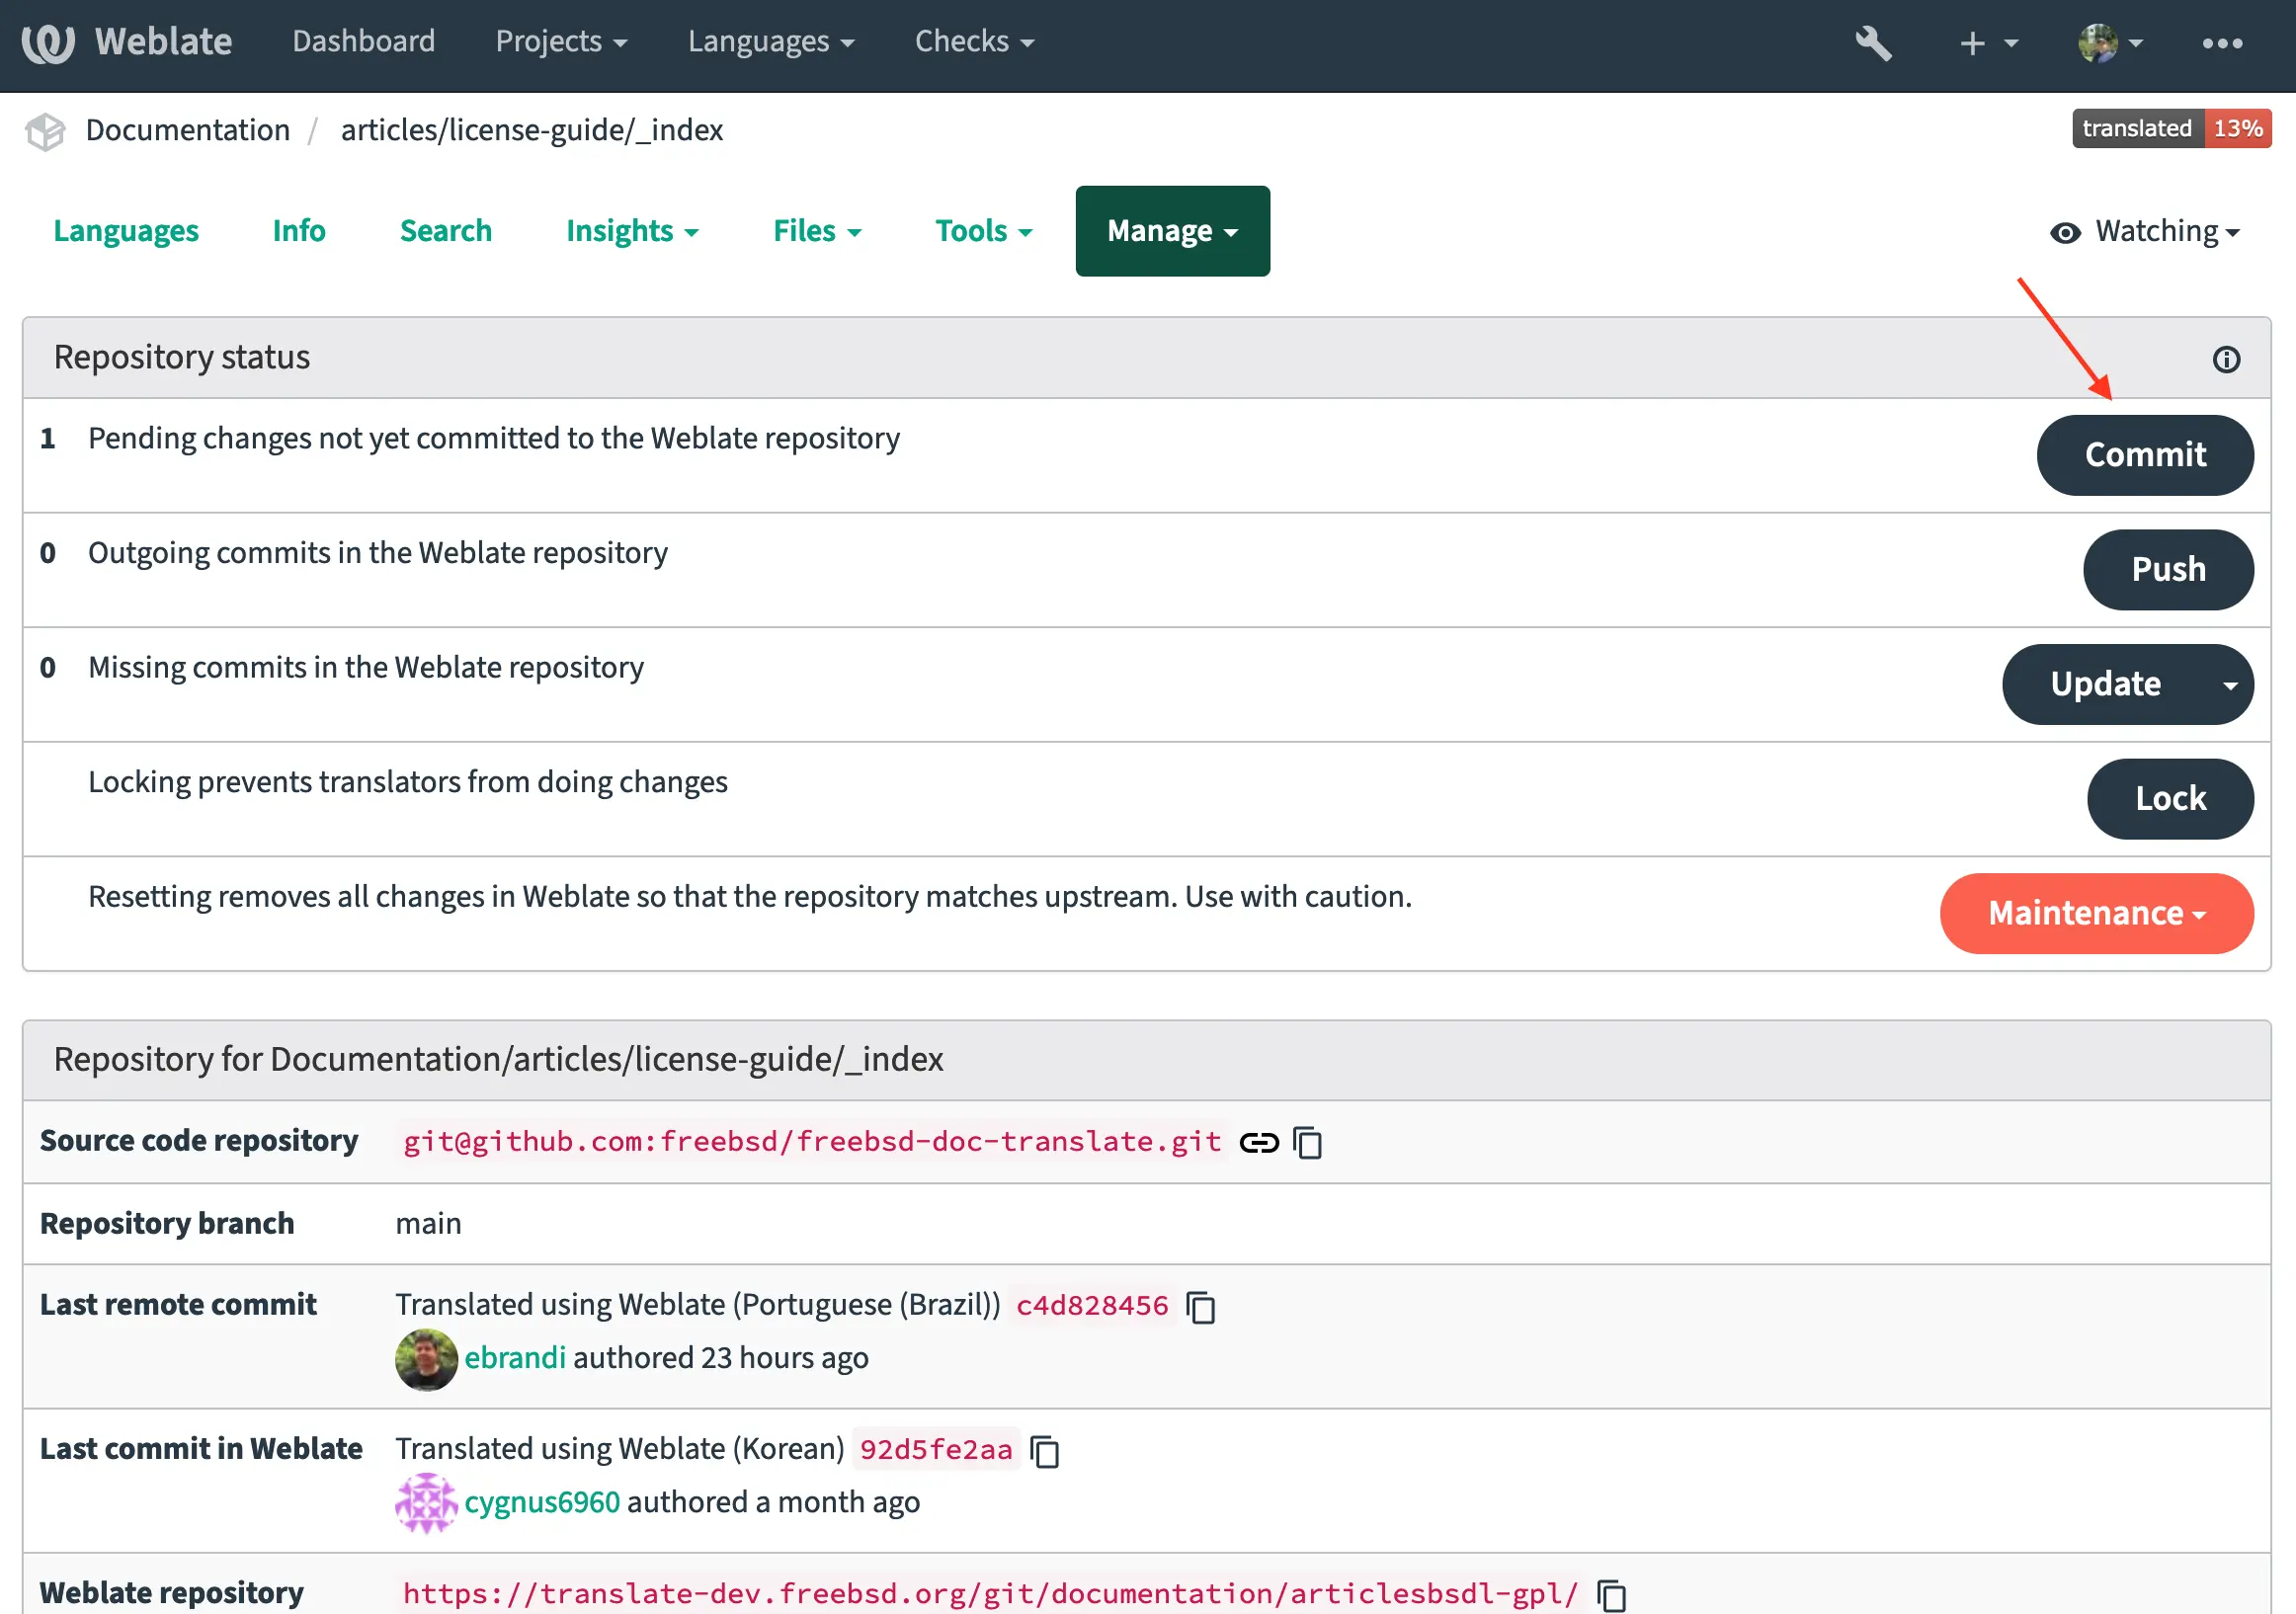 Weblate Dashboard Projects Languages Checks
Documentation / articles/license-guide/_index translated 13%
Languages Info Search Insights Files Tools Manage Watching
Repository status
1 Pending changes not yet committed to the Weblate repository Commit
0 Outgoing commits in the Weblate repository Push
0 Missing commits in the Weblate repository Update
Locking prevents translators from doing changes Lock
Resetting removes all changes in Weblate so that the repository matches upstream. Use with caution. Maintenance
Repository for Documentation/articles/license-guide/_index
Source code repository git@github.com:freebsd/freebsd-doc-translate.git
Repository branch main
Last remote commit Translated using Weblate (Portuguese (Brazil)) c4d828456
ebrandi authored 23 hours ago
Last commit in Weblate Translated using Weblate (Korean) 92d5fe2aa
cygnus6960 authored a month ago
Weblate repository https://translate-dev.freebsd.org/git/documentation/articlesbsdl-gpl/